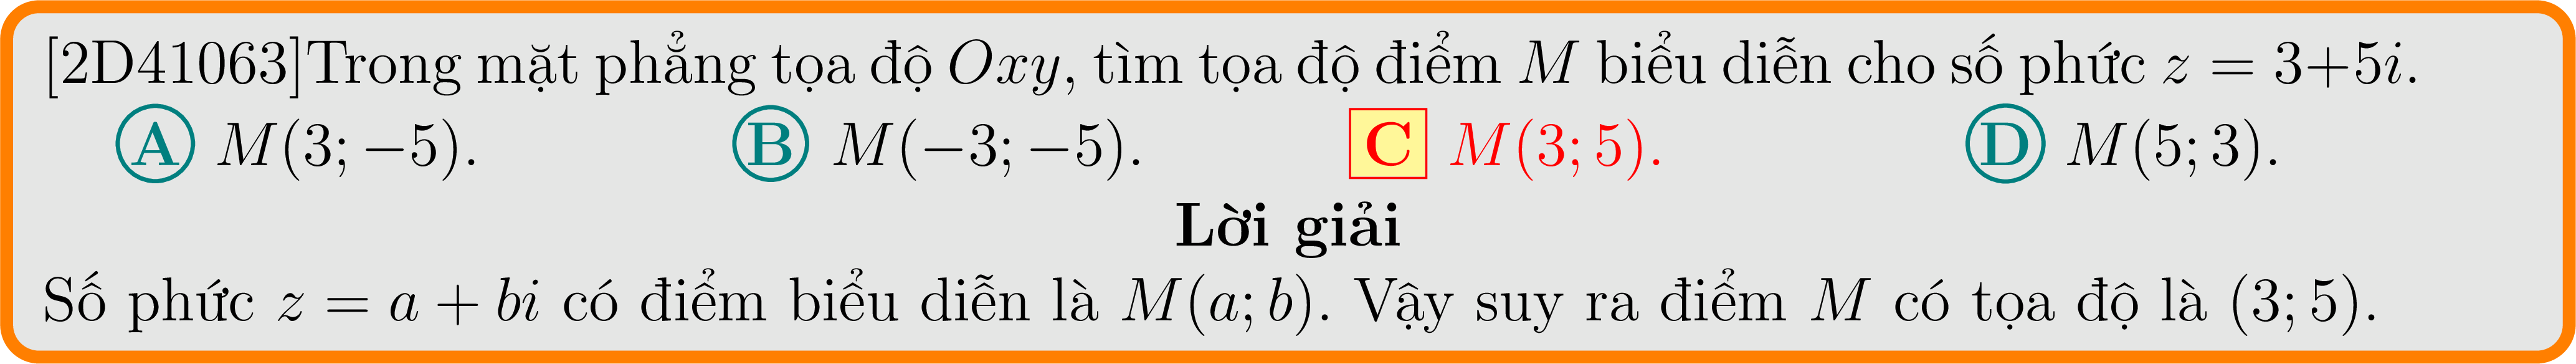 [2D41063]Trong mặt phẳng tọa độ Oxy, tìm tọa độ điểm M biểu diễn cho số phức z = 3+5i.
A M(3; −5). B M(−3; −5). C M(3; 5). D M(5; 3).
Lời giải
Số phức z = a + bi có điểm biểu diễn là M(a; b). Vậy suy ra điểm M có tọa độ là (3; 5).